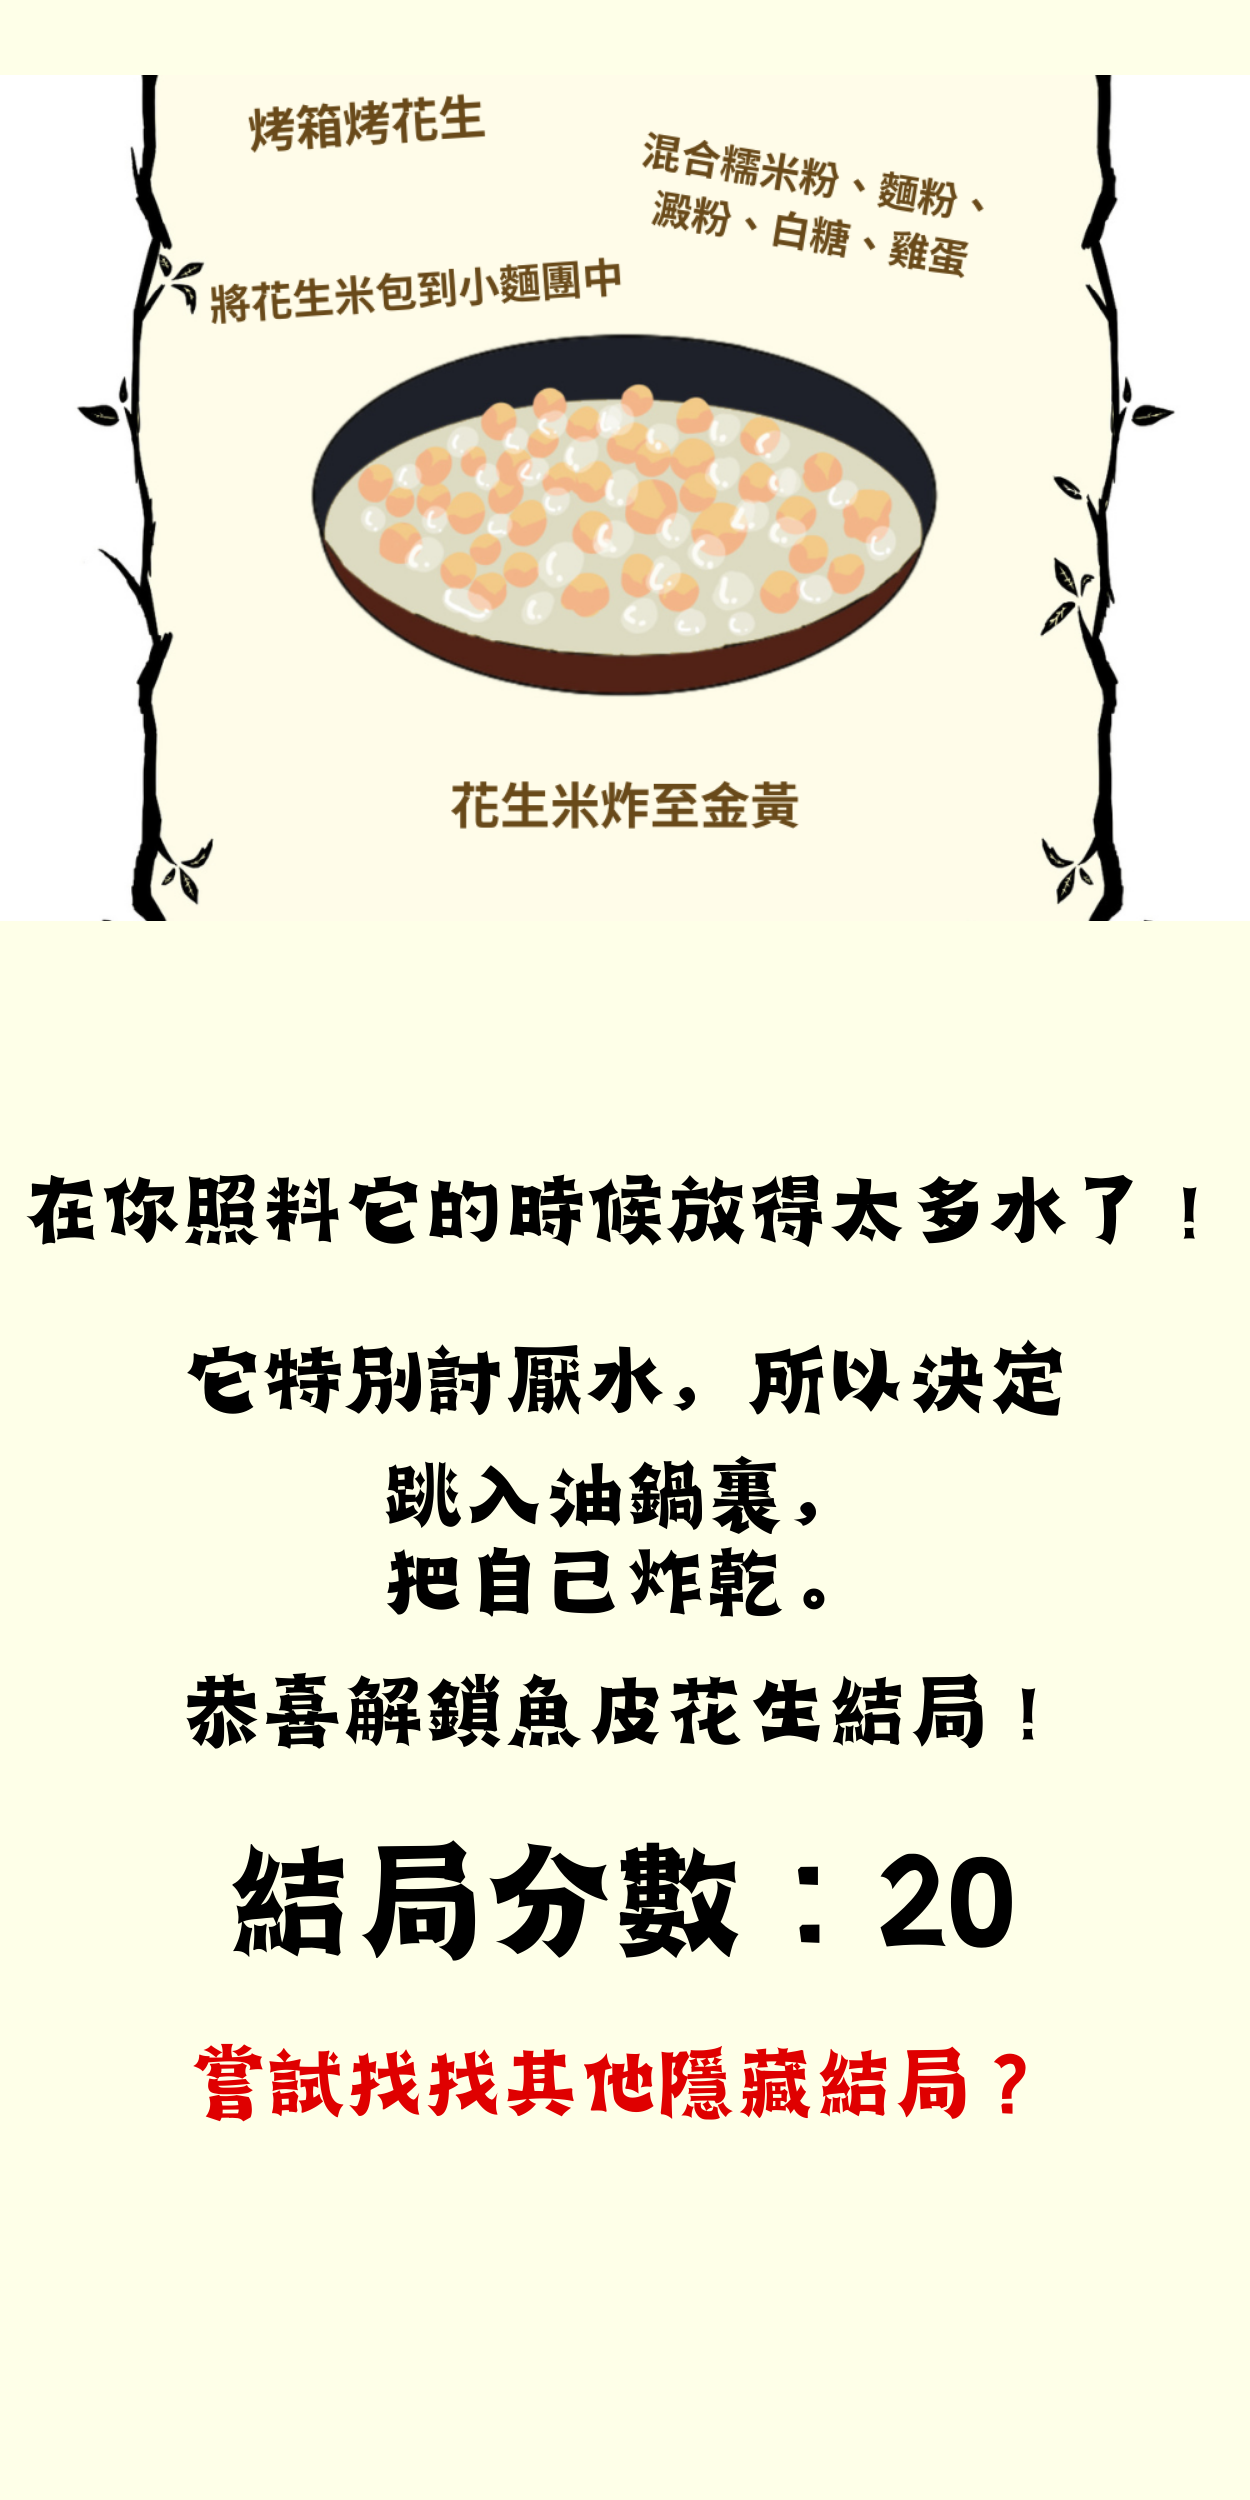 烤箱烤花生
混合糯米粉、麵粉、
澱粉、白糖、雞蛋
將花生米包到小麵團中
花生米炸至金黃
在你照料它的時候放得太多水了！
它特別討厭水，所以決定
跳入油鍋裏，
把自己炸乾。
恭喜解鎖魚皮花生結局！
結局分數：20
嘗試找找其他隱藏結局？